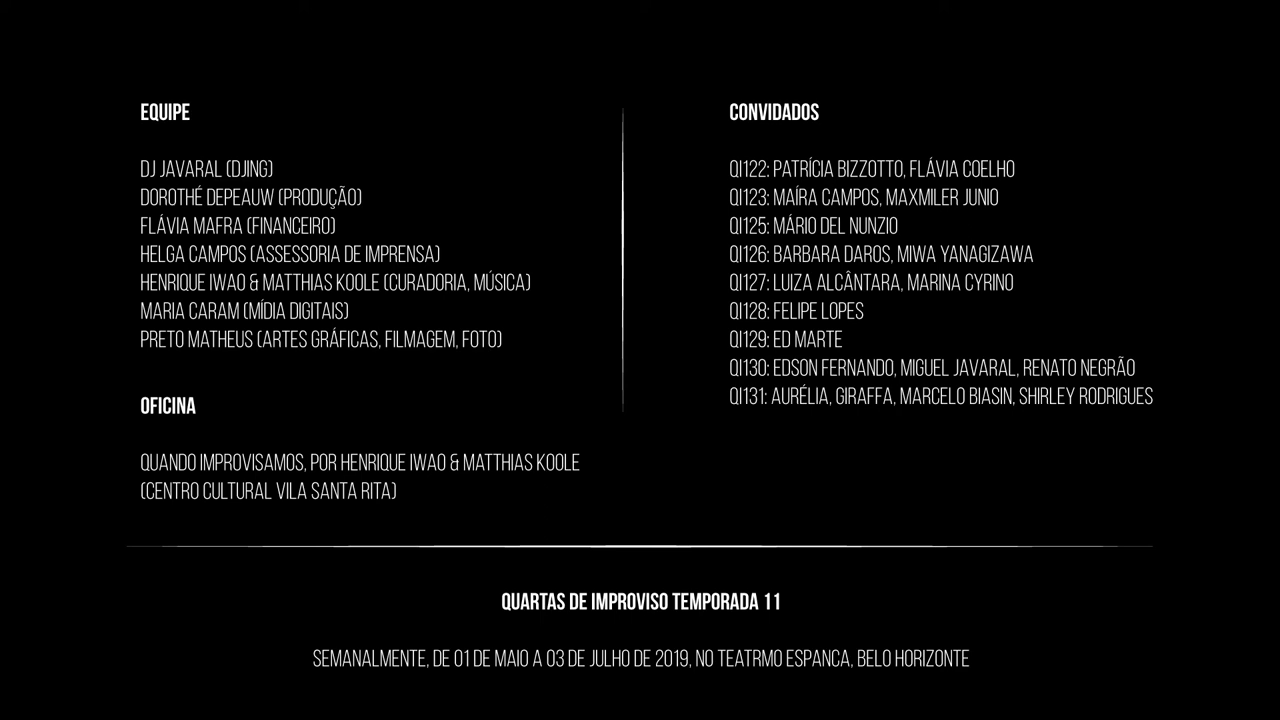 EQUIPE
DJ JAVARAL (DJING)
DOROTHÉ DEPEAUW (PRODUÇÃO)
FLÁVIA MAFRA (FINANCEIRO)
HELGA CAMPOS (ASSESSORIA DE IMPRENSA)
HENRIQUE IWAO & MATTHIAS KOOLE (CURADORIA, MÚSICA)
MARIA CARAM (MÍDIA DIGITAIS)
PRETO MATHEUS (ARTES GRÁFICAS, FILMAGEM, FOTO)
OFICINA
QUANDO IMPROVISAMOS, POR HENRIQUE IWAO & MATTHIAS KOOLE
(CENTRO CULTURAL VILA SANTA RITA)
CONVIDADOS
QI122: PATRÍCIA BIZZOTTO, FLÁVIA COELHO
QI123: MAÍRA CAMPOS, MAXMILER JUNIO
QI125: MÁRIO DEL NUNZIO
QI126: BARBARA DAROS, MIWA YANAGIZAWA
QI127: LUIZA ALCÂNTARA, MARINA CYRINO
QI128: FELIPE LOPES
QI129: ED MARTE
QI130: EDSON FERNANDO, MIGUEL JAVARAL, RENATO NEGRÃO
QI131: AURÉLIA, GIRAFFA, MARCELO BIASIN, SHIRLEY RODRIGUES
QUARTAS DE IMPROVISO TEMPORADA 11
SEMANALMENTE, DE 01 DE MAIO A 03 DE JULHO DE 2019, NO TEATRMO ESPANCA, BELO HORIZONTE